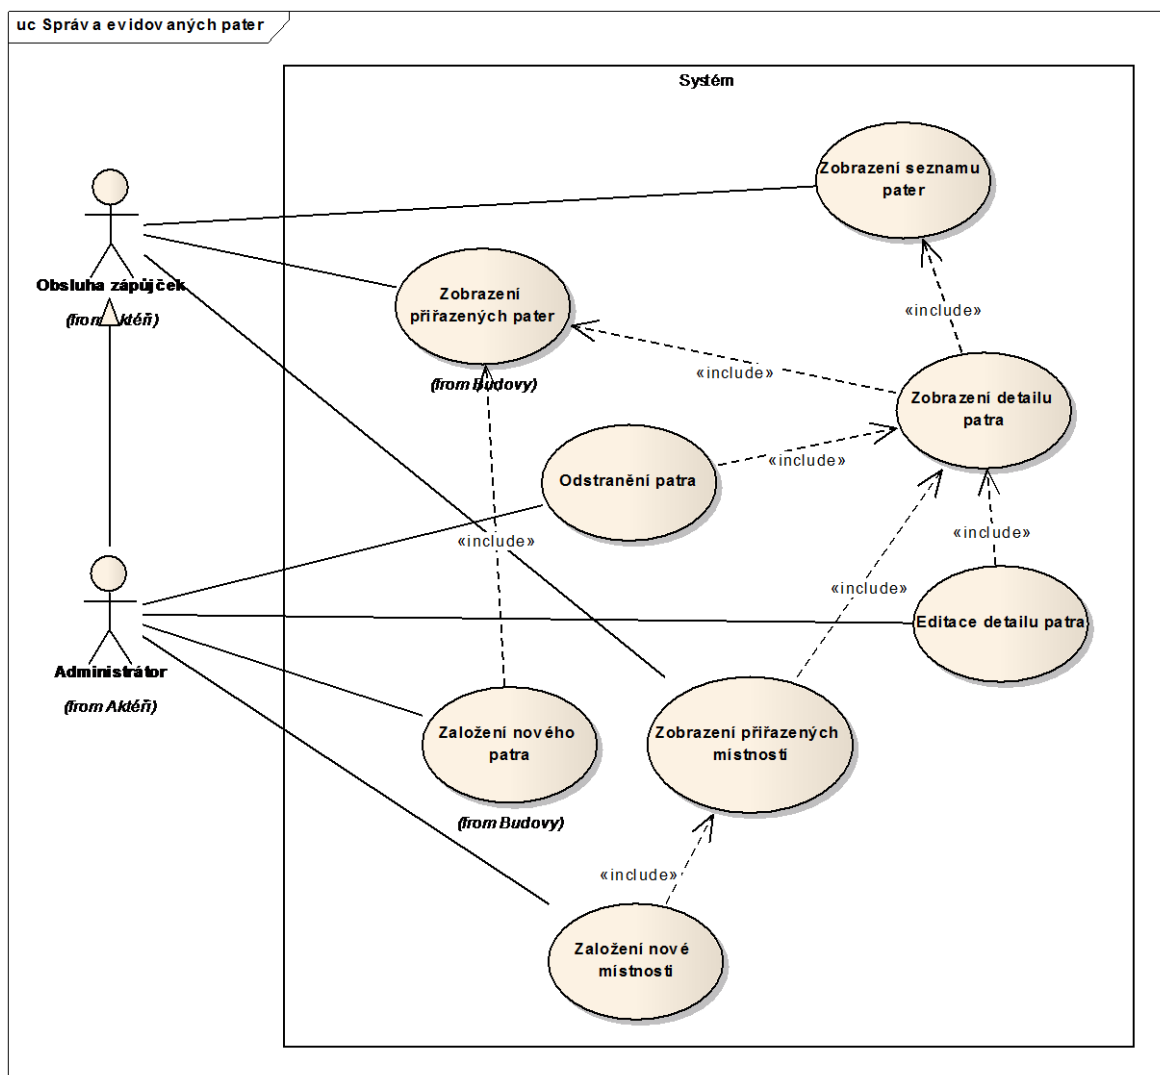 uc Správa evidovaných pater
Systém
Zobrazení seznamu
pater
Obsluha zápůjček
(from Aktéři)
Zobrazení
přiřazených pater
(from Budovy)
«include»
«include»
Zobrazení detailu
patra
Odstranění patra
«include»
«include»
«include»
«include»
Administrátor
(from Aktéři)
Editace detailu patra
Založení nového
patra
(from Budovy)
Zobrazení přiřazených
místností
«include»
Založení nové
místnosti